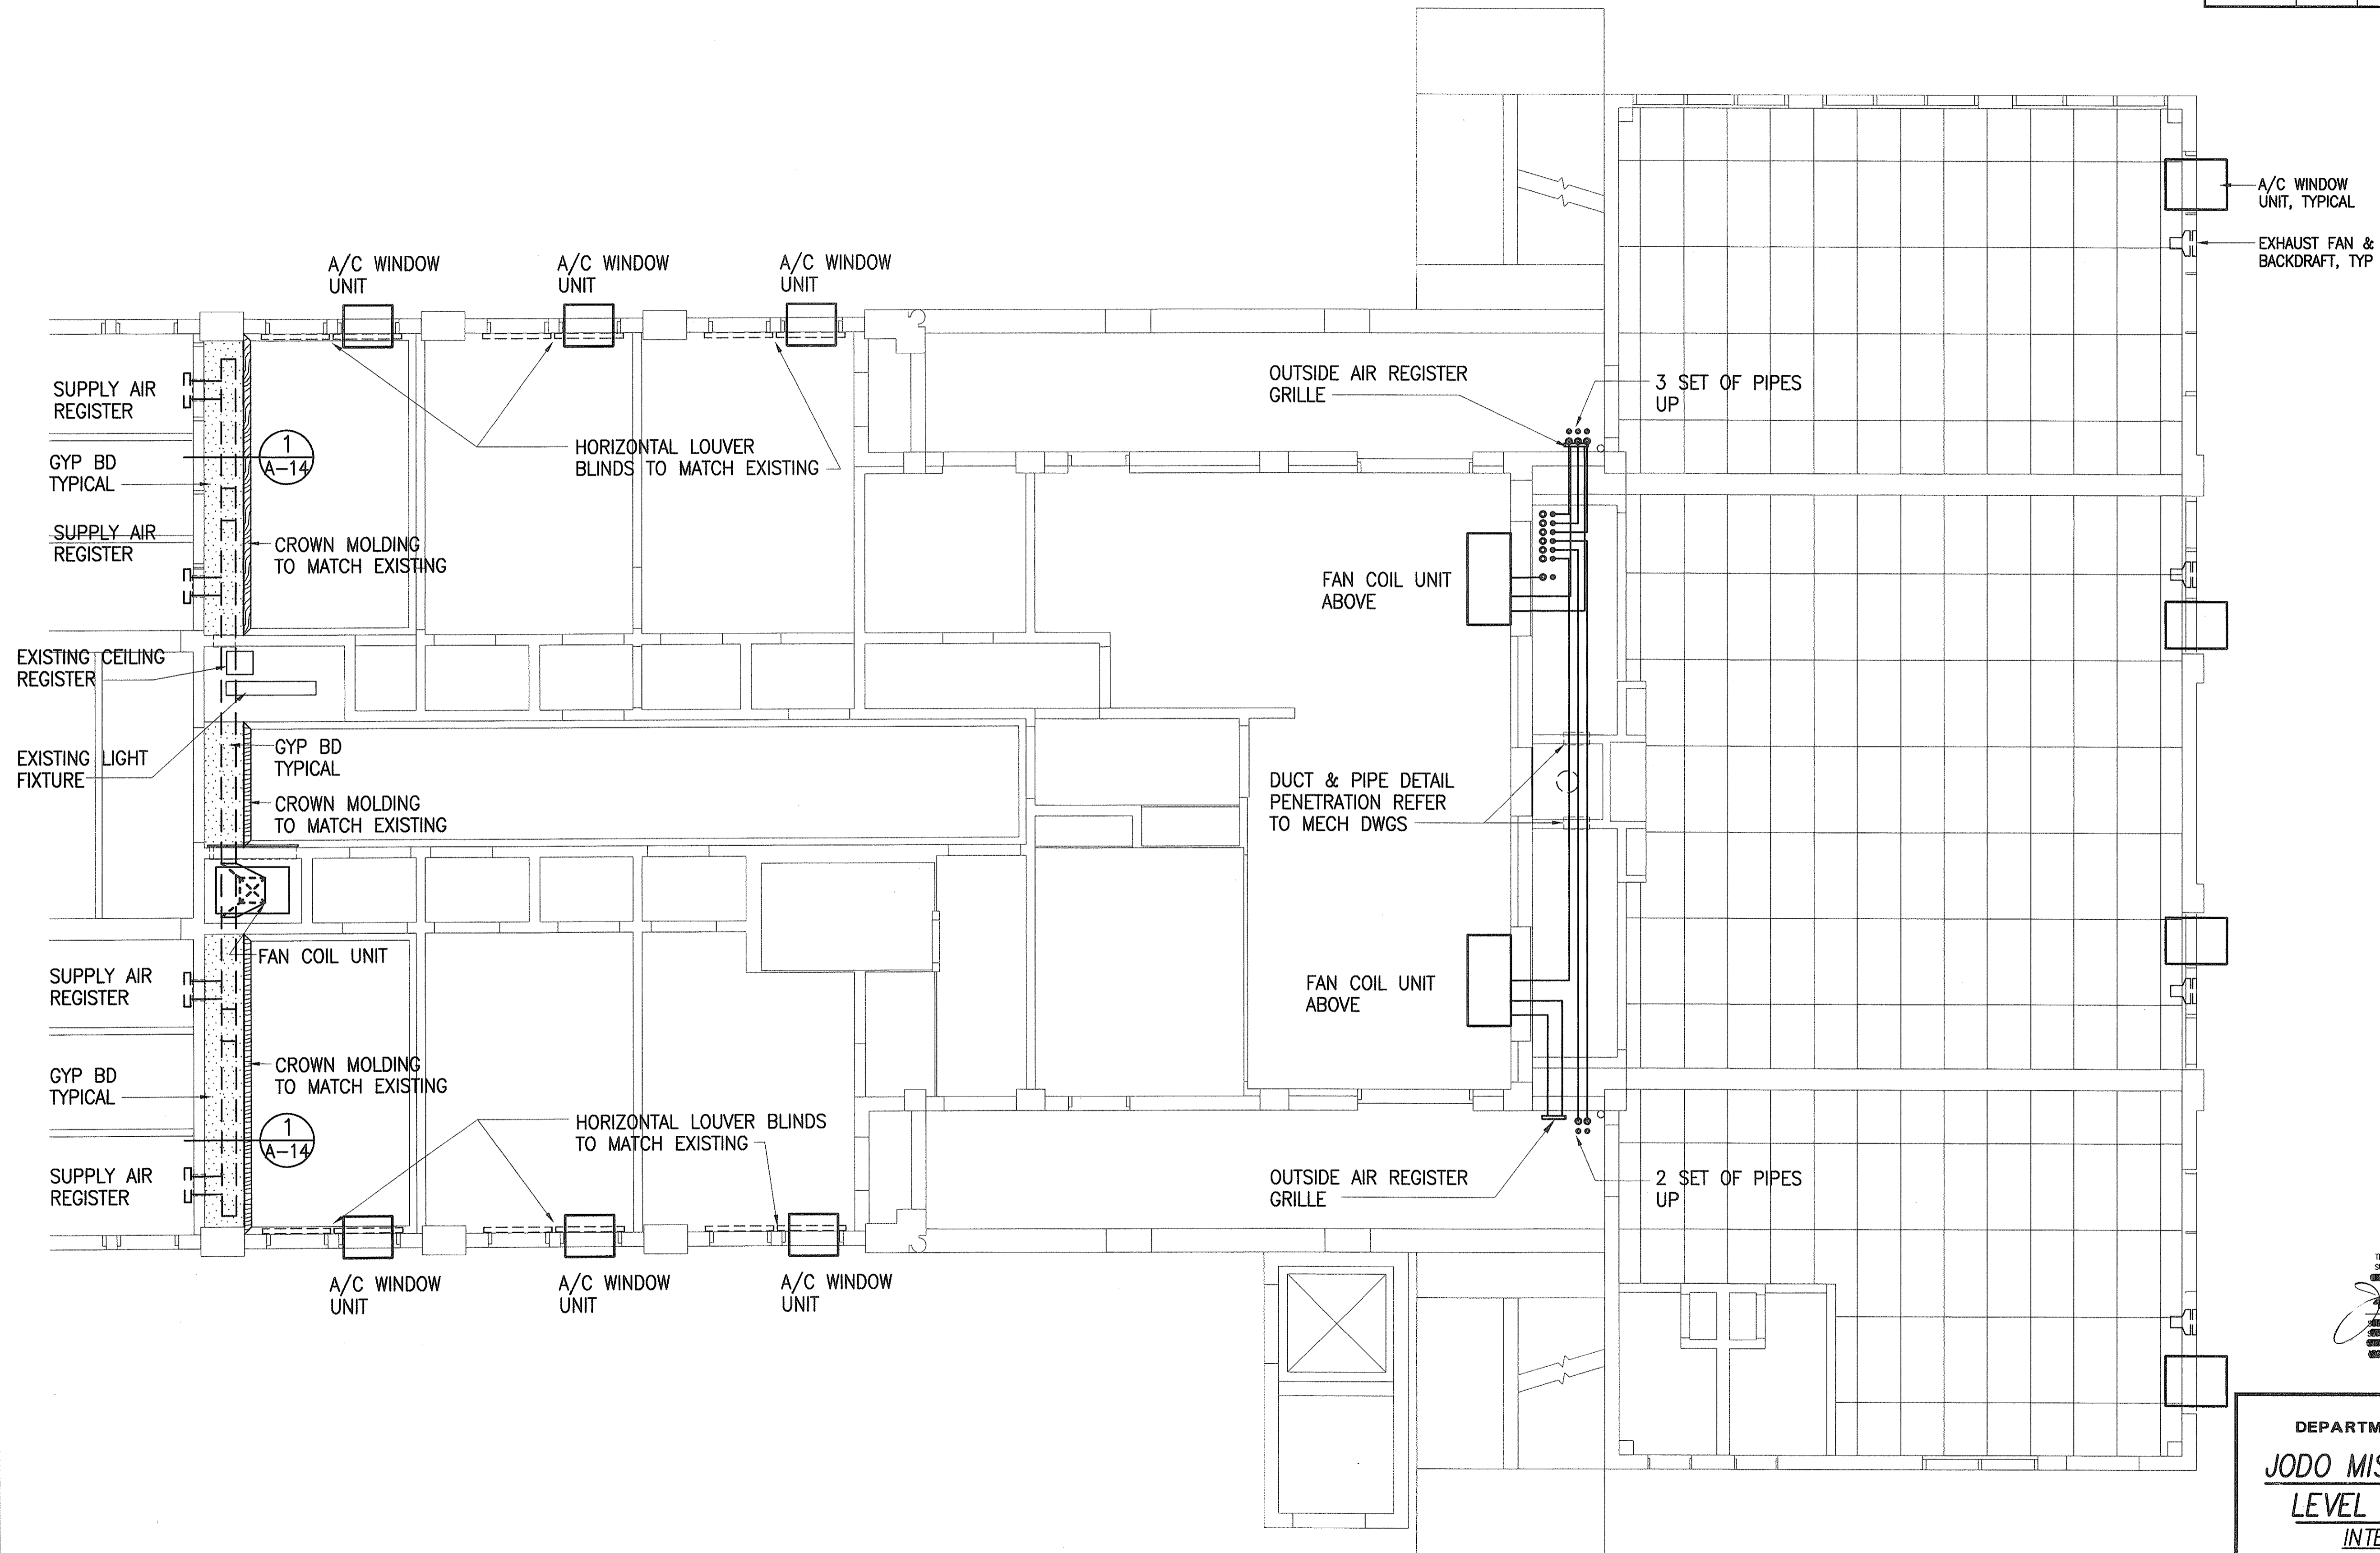 A/C WINDOW
UNIT, TYPICAL
EXHAUST FAN &
BACKDRAFT, TYP
A/C WINDOW
UNIT
A/C WINDOW
UNIT
A/C WINDOW
UNIT
SUPPLY AIR
REGISTER
OUTSIDE AIR REGISTER
GRILLE
3 SET OF PIPES
UP
1
A-14
HORIZONTAL LOUVER
BLINDS TO MATCH EXISTING
GYP BD
TYPICAL
SUPPLY AIR
REGISTER
CROWN MOLDING
TO MATCH EXISTING
FAN COIL UNIT
ABOVE
EXISTING CEILING
REGISTER
EXISTING LIGHT
FIXTURE
GYP BD
TYPICAL
CROWN MOLDING
TO MATCH EXISTING
DUCT & PIPE DETAIL
PENETRATION REFER
TO MECH DWGS
FAN COIL UNIT
SUPPLY AIR
REGISTER
FAN COIL UNIT
ABOVE
GYP BD
TYPICAL
CROWN MOLDING
TO MATCH EXISTING
1
A-14
HORIZONTAL LOUVER BLINDS
TO MATCH EXISTING
SUPPLY AIR
REGISTER
OUTSIDE AIR REGISTER
GRILLE
2 SET OF PIPES
UP
A/C WINDOW
UNIT
A/C WINDOW
UNIT
A/C WINDOW
UNIT
JODO
LEVEL